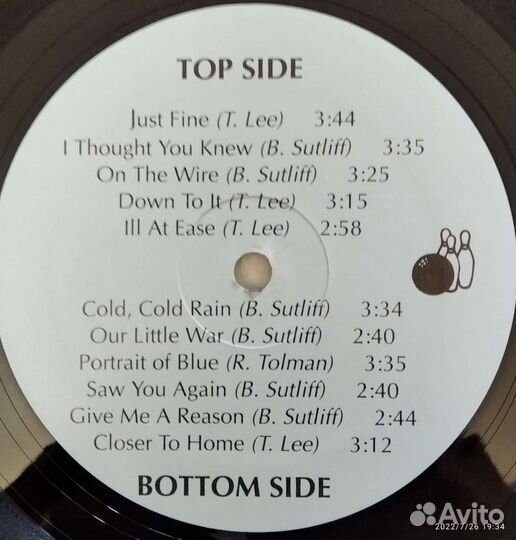 TOP SIDE
Just Fine (T. Lee) 3:44
I Thought You Knew (B. Sutliff) 3:35
On The Wire (B. Sutliff) 3:25
Down To It (T. Lee) 3:15
Ill At Ease (T. Lee) 2:58
Cold, Cold Rain (B. Sutliff) 3:34
Our Little War (B. Sutliff) 2:40
Portrait of Blue (R. Tolman) 3:35
Saw You Again (B. Sutliff) 2:40
Give Me A Reason (B. Sutliff) 2:44
Closer To Home (T. Lee) 3:12
BOTTOM SIDE
Avito
2022/7/26 19:34